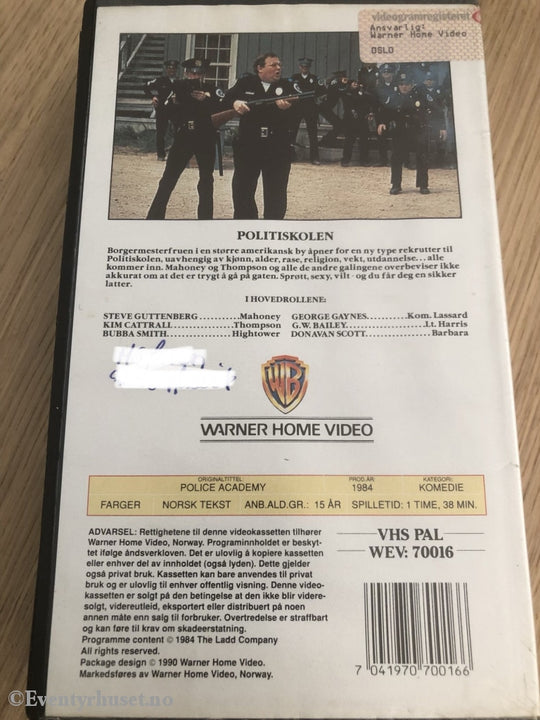 videogramregisteret
Ansvarlig:
Warner Home Video
OSLO
POLITISKOLEN
Borgermesterfruen i en større amerikansk by åpner for en ny type rekrutter til
Politiskolen, uavhengig av kjønn, alder, rase, religion, vekt, utdannelse... alle
kommer inn. Mahoney og Thompson og alle de andre galingene overbeviser ikke
akkurat om at det er trygt å gå på gaten. Sprøtt, sexy, vilt - og du får deg en sikker
latter.
I HOVEDROLLENE:
STEVE GUTTENBERG...........Mahoney GEORGE GAYNES..........Kom. Lassard
KIM CATTRALL...............Thompson G.W. BAILEY..............Lt. Harris
BUBBA SMITH................Hightower DONAVAN SCOTT............Barbara
WB
WARNER HOME VIDEO
ORIGINALTITTEL PROD.ÅR: KATEGORI:
POLICE ACADEMY 1984 KOMEDIE
FARGER NORSK TEKST ANB.ALD.GR.: 15 ÅR SPILLETID: 1 TIME, 38 MIN.
ADVARSEL: Rettighetene til denne videokassetten tilhører
Warner Home Video, Norway. Programinnholdet er beskyt-
tet ifølge åndsverkloven. Det er ulovlig å kopiere kassetten
eller enhver del av innholdet (også lyden). Dette gjelder
også privat bruk. Kassetten kan bare anvendes til privat
bruk og er ulovlig til enhver offentlig visning. Denne video-
kassetten er solgt på den betingelse at den ikke blir videre-
solgt, videreutleid, eksportert eller distribuert på noen
annen måte enn salg til forbruker. Overtredelse er straffbart
og kan føre til krav om skadeerstatning.
Programme content © 1984 The Ladd Company
All rights reserved.
Package design © 1990 Warner Home Video.
Markedsføres av Warner Home Video, Norway.
VHS PAL
WEV: 70016
7 041970 700166
©Eventyrhuset.no